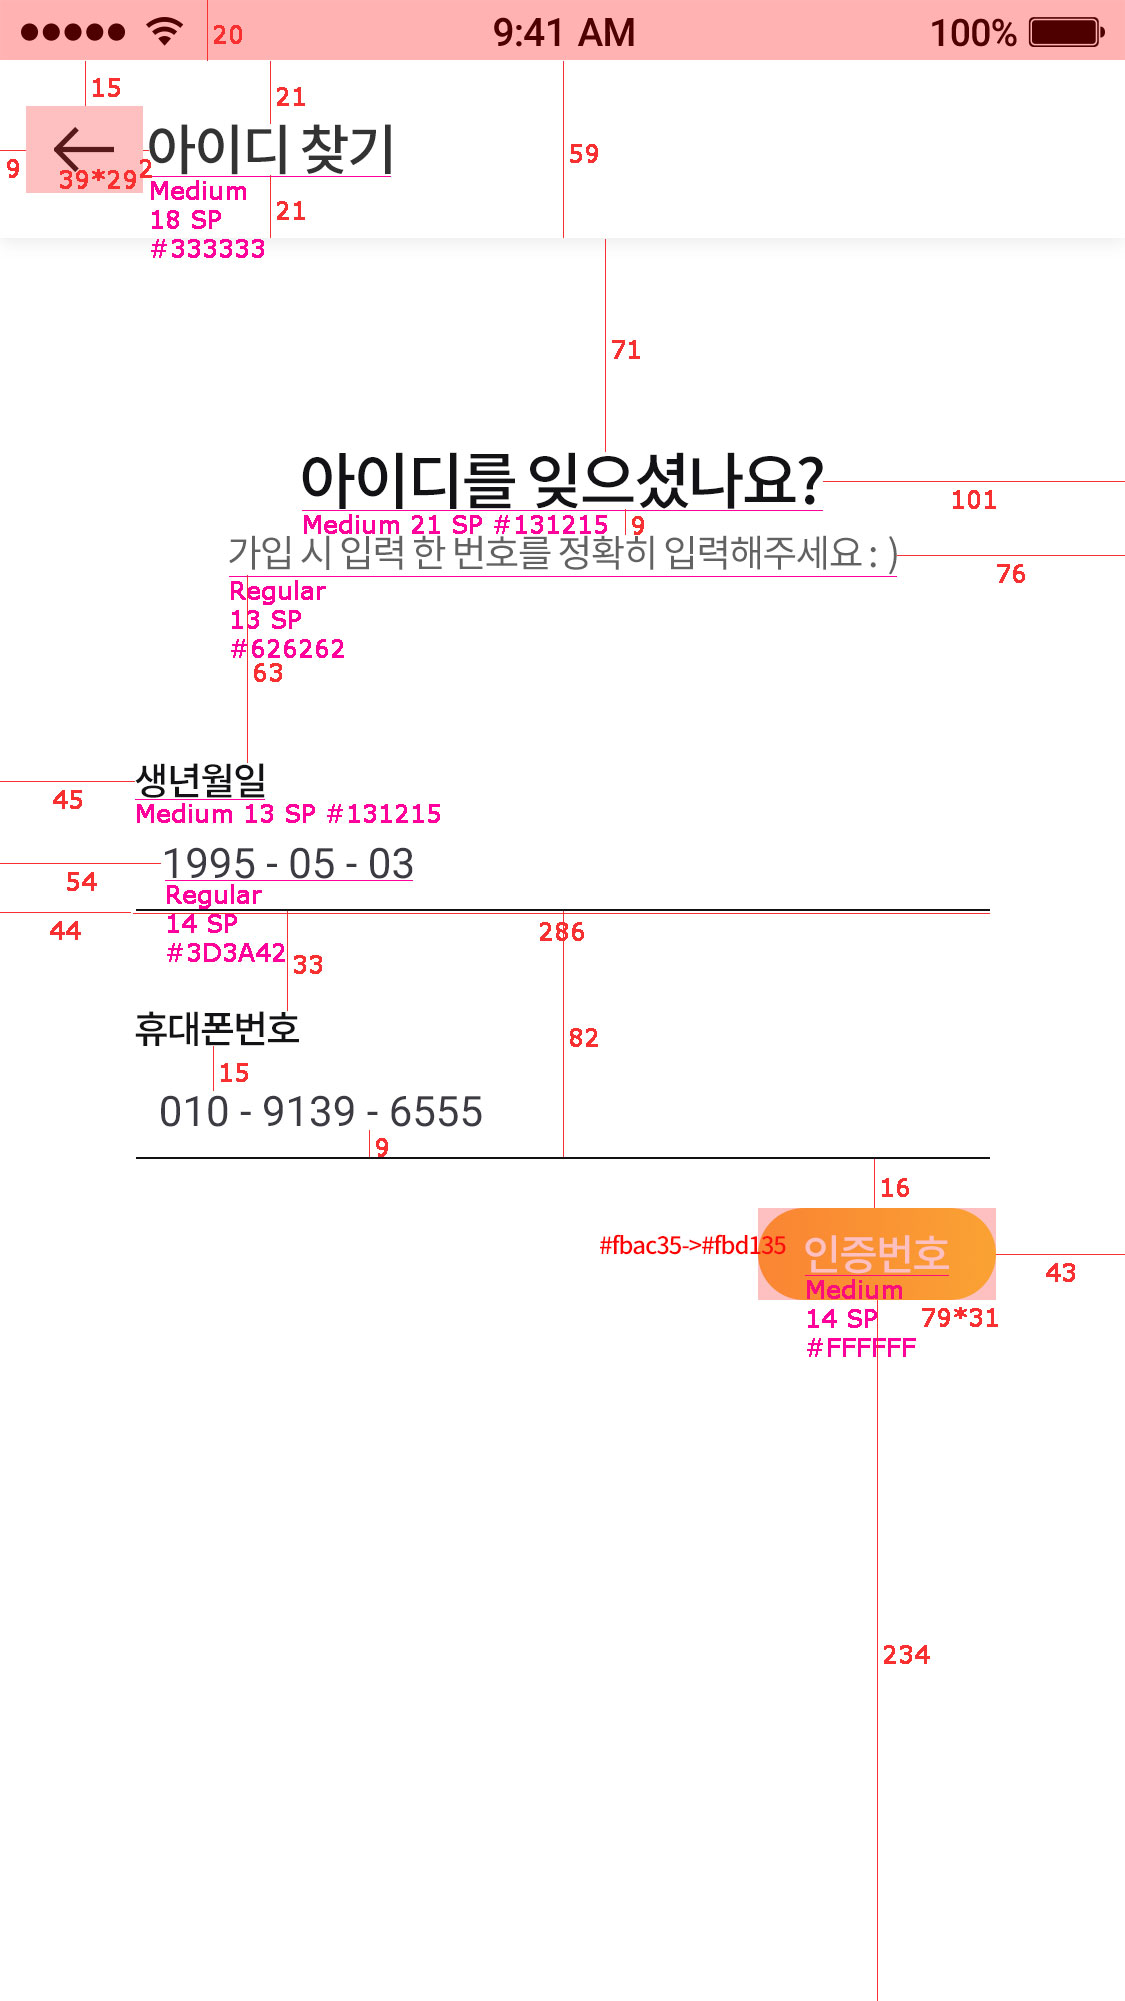 20
9:41 AM
100%
15
21
9
39*29
2
아이디 찾기
59
Medium
18 SP
#333333
21
71
아이디를 잊으셨나요?
101
Medium 21 SP #131215
9
가입 시 입력 한 번호를 정확히 입력해주세요 : )
76
Regular
13 SP
#626262
63
생년월일
45
Medium 13 SP #131215
1995 - 05 - 03
54
Regular
14 SP
#3D3A42
44
286
33
휴대폰번호
82
15
010 - 9139 - 6555
9
16
#fbac35->#fbd135
인증번호
43
Medium
14 SP
#FFFFFF
79*31
234